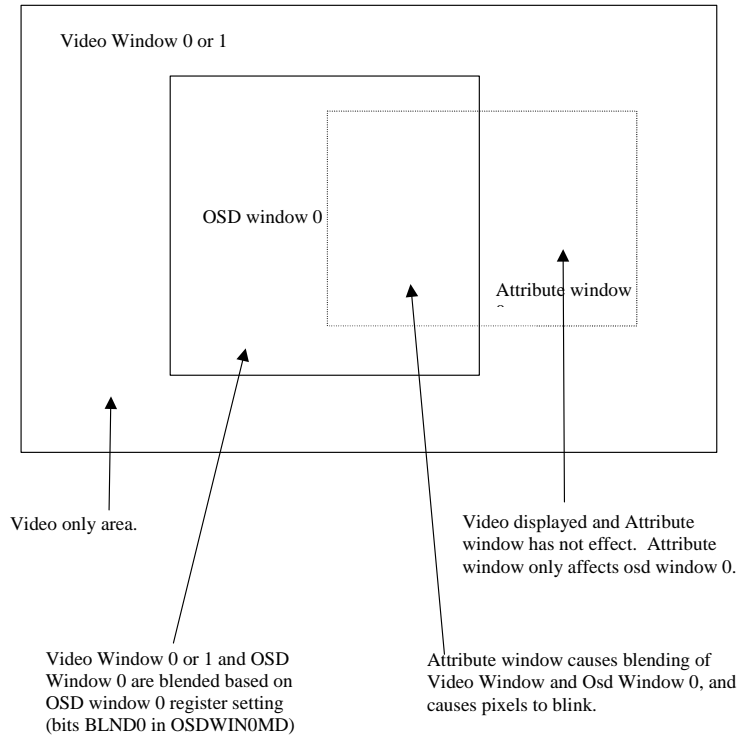 Video Window 0 or 1
OSD window 0
Attribute window
Video only area.
Video displayed and Attribute
window has not effect. Attribute
window only affects osd window 0.
Video Window 0 or 1 and OSD
Window 0 are blended based on
OSD window 0 register setting
(bits BLND0 in OSDWIN0MD)
Attribute window causes blending of
Video Window and Osd Window 0, and
causes pixels to blink.